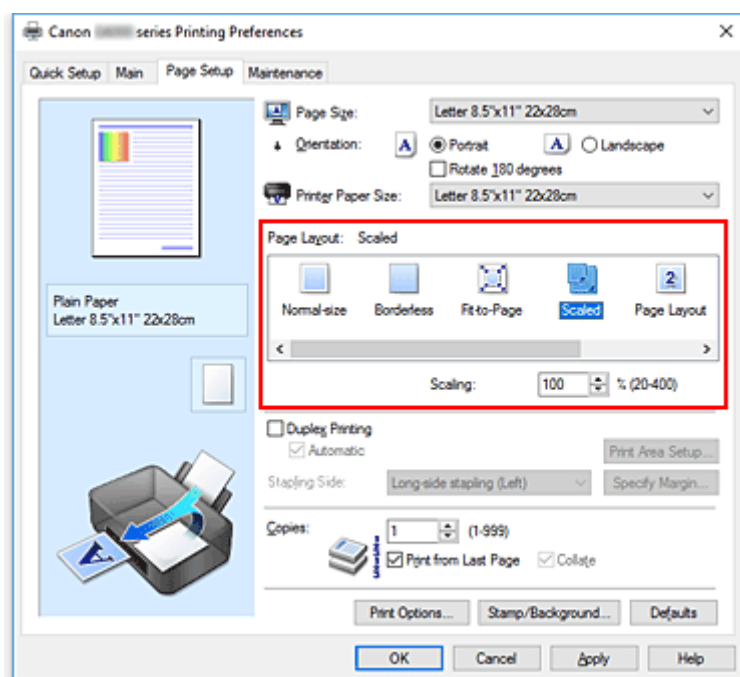 Canon series Printing Preferences
Quick Setup Main Page Setup Maintenance
Page Size: Letter 8.5"x11" 22x28cm
Orientation: A Portrait A Landscape
Rotate 180 degrees
Printer Paper Size: Letter 8.5"x11" 22x28cm
Page Layout: Scaled
Normal-size Borderless Fit-to-Page Scaled Page Layout
Scaling: 100 % (20-400)
Plain Paper
Letter 8.5"x11" 22x28cm
Duplex Printing
Automatic
Print Area Setup...
Stapling Side: Long-side stapling (Left) Specify Margin...
Copies: 1 (1-999)
Print from Last Page Collate
Print Options... Stamp/Background... Defaults
OK Cancel Apply Help